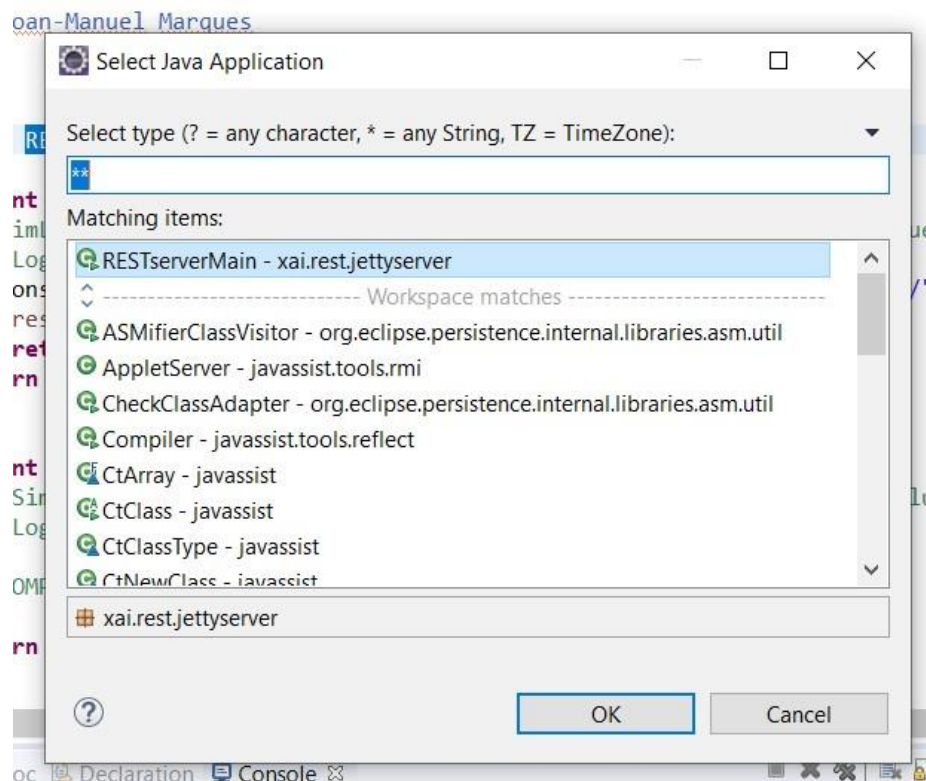 oan-Manuel Marques
Select Java Application
Select type (? = any character, * = any String, TZ = TimeZone):
**
Matching items:
RESTserverMain - xai.rest.jettyserver
Workspace matches
ASMifierClassVisitor - org.eclipse.persistence.internal.libraries.asm.util
AppletServer - javassist.tools.rmi
CheckClassAdapter - org.eclipse.persistence.internal.libraries.asm.util
Compiler - javassist.tools.reflect
CtArray - javassist
CtClass - javassist
CtClassType - javassist
CtNewClass - javassist
xai.rest.jettyserver
OK
Cancel
oc Declaration Console